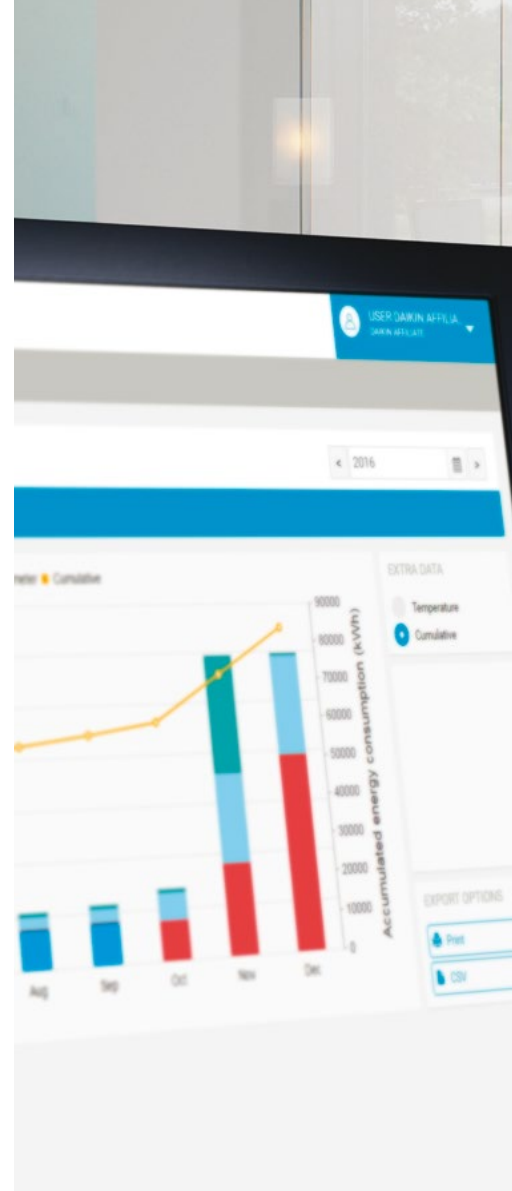 USER DAIKIN AFFILIA...
DAIKIN AFFILIATE
< 2016 >
meter Cumulative
EXTRA DATA
Temperature
Cumulative
90000
80000
70000
60000
50000
40000
30000
20000
10000
0
Accumulated energy consumption (kWh)
Aug Sep Oct Nov Dec
EXPORT OPTIONS
Print
CSV